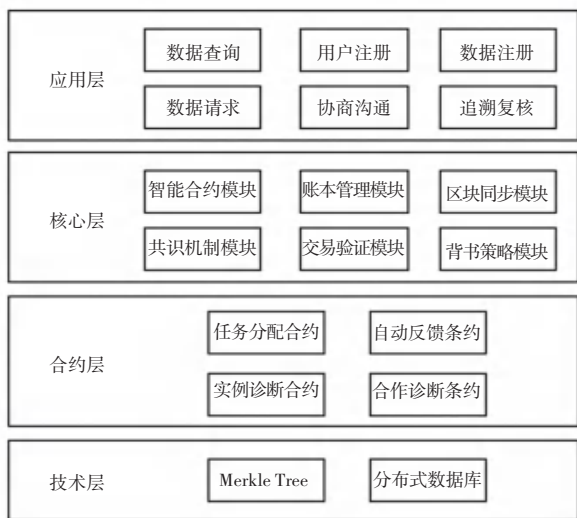 数据查询 用户注册 数据注册
应用层
数据请求 协商沟通 追溯复核
智能合约模块 账本管理模块 区块同步模块
核心层
共识机制模块 交易验证模块 背书策略模块
任务分配合约 自动反馈条约
合约层
实例诊断合约 合作诊断条约
技术层 Merkle Tree 分布式数据库